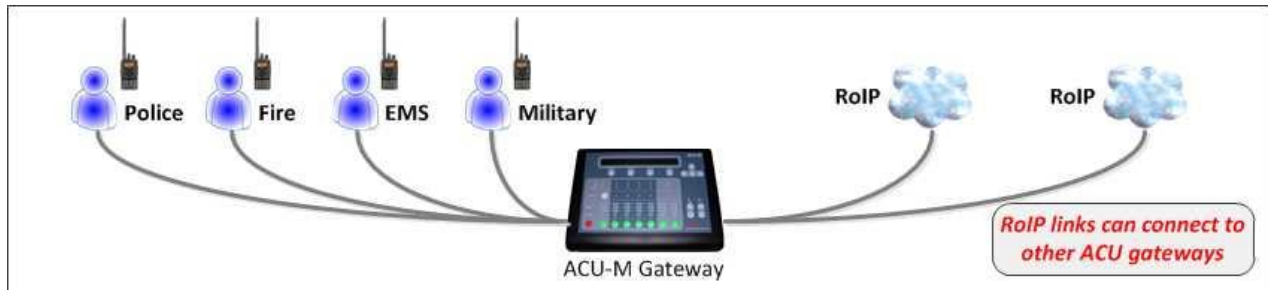 Police
Fire
EMS
Military
RoIP
RoIP
ACU-M Gateway
RoIP links can connect to
other ACU gateways